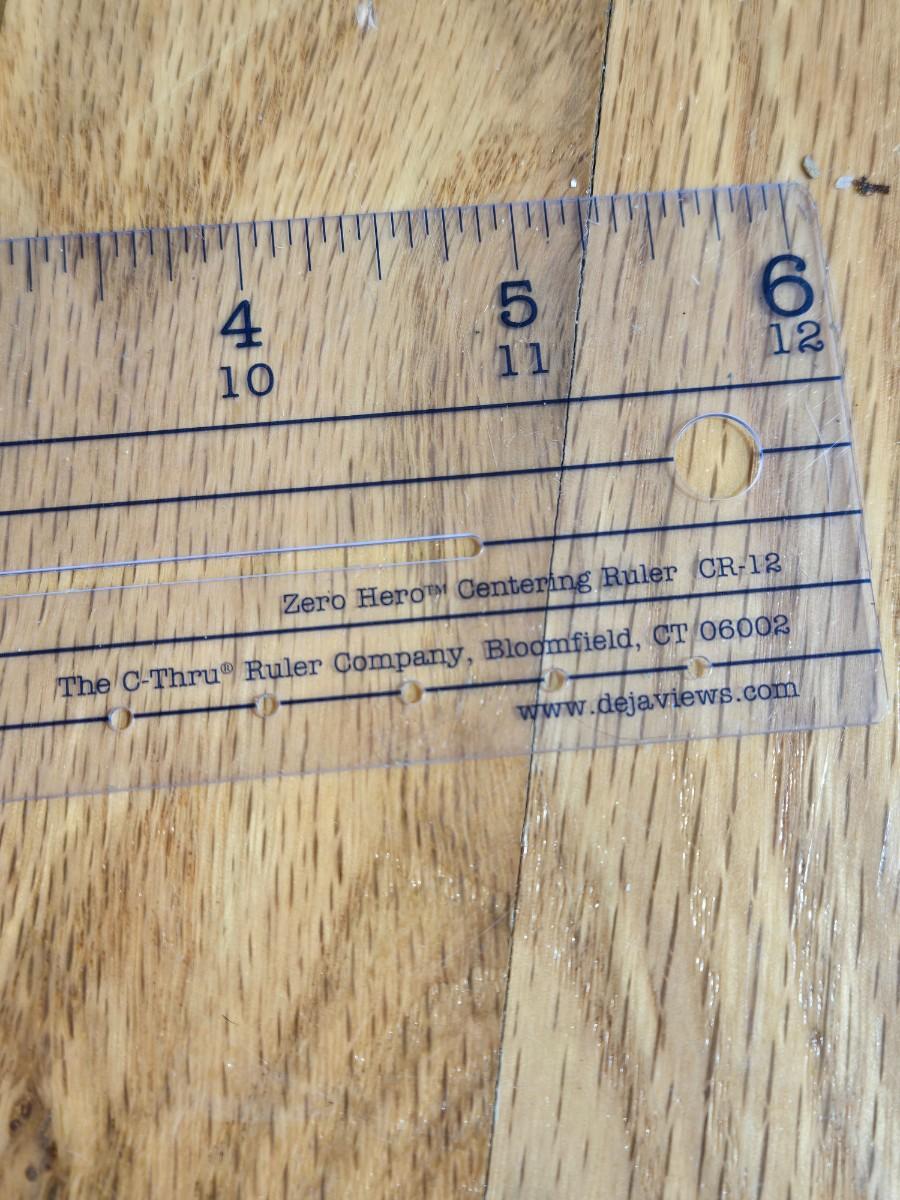 4 5 6
10 11 12
Zero Hero™ Centering Ruler CR-12
The C-Thru® Ruler Company, Bloomfield, CT 06002
www.dejaviews.com